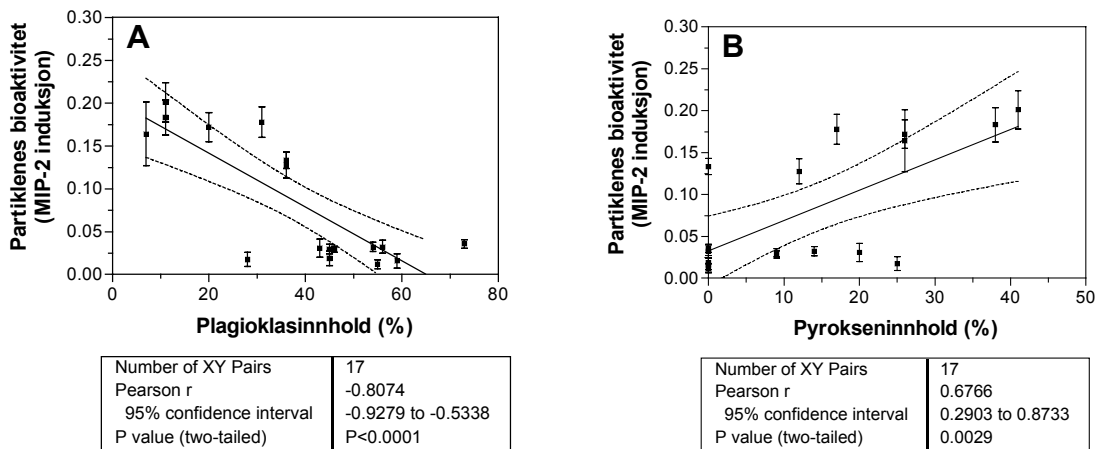 A
Partiklenes bioaktivitet
(MIP-2 induksjon)
0.30
0.25
0.20
0.15
0.10
0.05
0.00
0 20 40 60 80
Plagioklasinnhold (%)
Number of XY Pairs 17
Pearson r -0.8074
95% confidence interval -0.9279 to -0.5338
P value (two-tailed) P<0.0001
B
Partiklenes bioaktivitet
(MIP-2 induksjon)
0.30
0.25
0.20
0.15
0.10
0.05
0.00
0 10 20 30 40 50
Pyrokseninnhold (%)
Number of XY Pairs 17
Pearson r 0.6766
95% confidence interval 0.2903 to 0.8733
P value (two-tailed) 0.0029